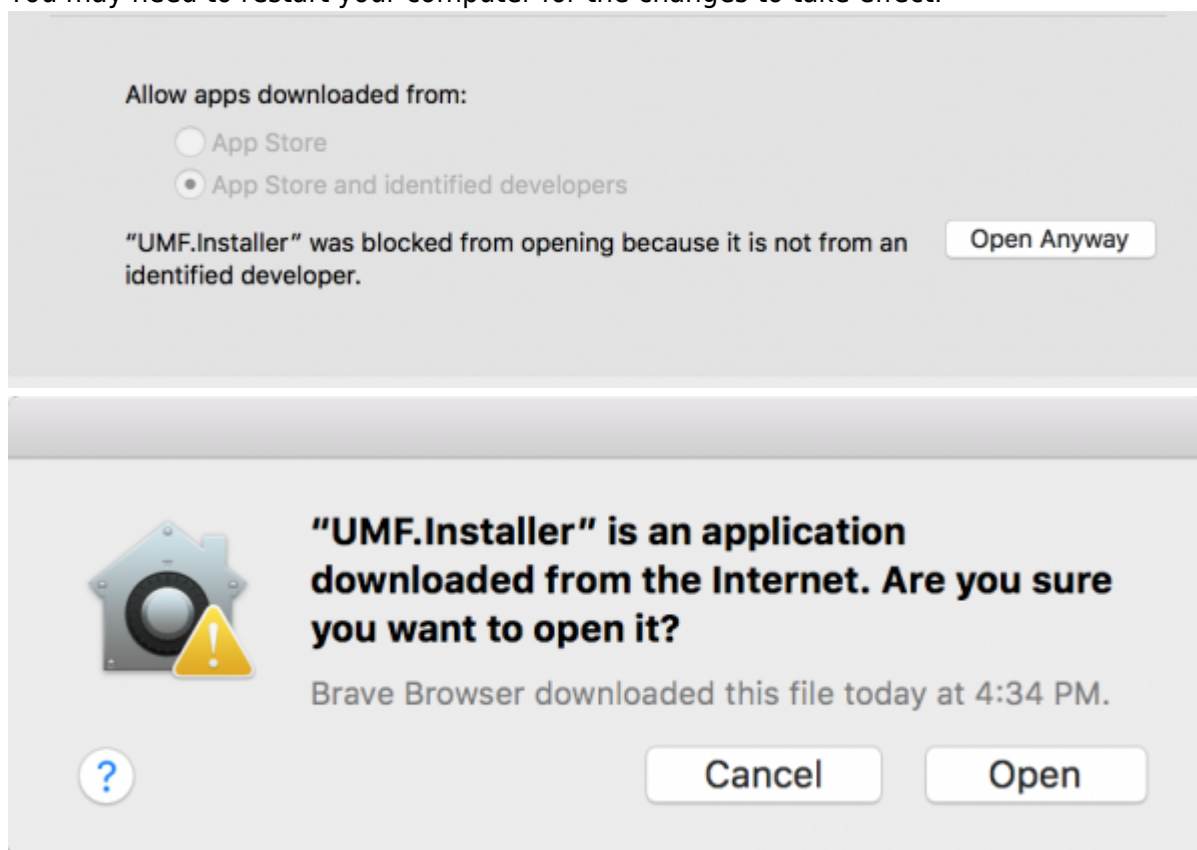 You may need to restart your computer for the changes to take effect.
Allow apps downloaded from:
App Store
App Store and identified developers
“UMF.Installer” was blocked from opening because it is not from an
Open Anyway
identified developer.
“UMF.Installer” is an application
downloaded from the Internet. Are you sure
you want to open it?
Brave Browser downloaded this file today at 4:34 PM.
?
Cancel
Open